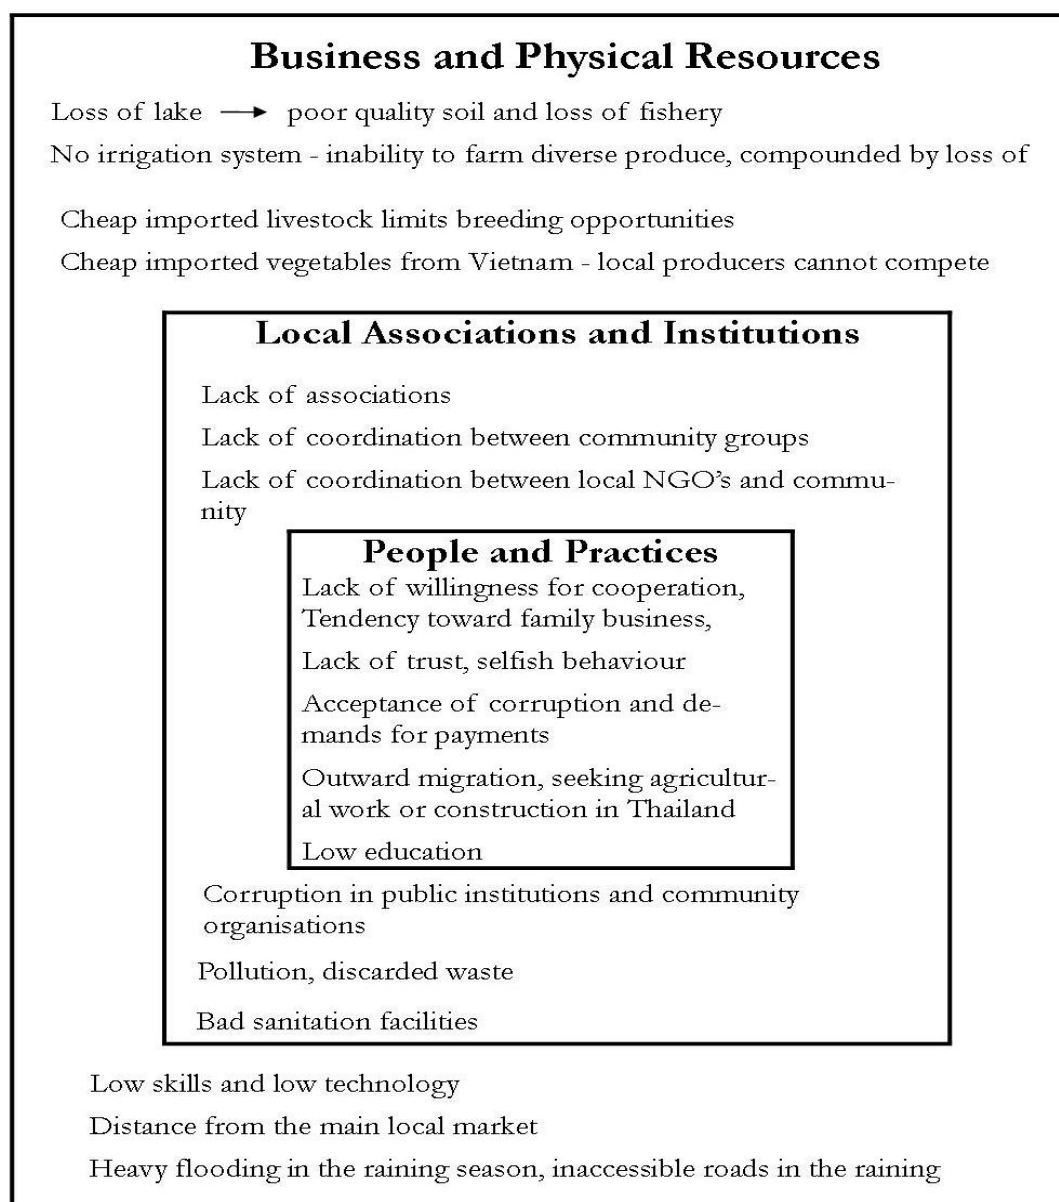 Business and Physical Resources
Loss of lake → poor quality soil and loss of fishery
No irrigation system - inability to farm diverse produce, compounded by loss of
Cheap imported livestock limits breeding opportunities
Cheap imported vegetables from Vietnam - local producers cannot compete
Local Associations and Institutions
Lack of associations
Lack of coordination between community groups
Lack of coordination between local NGO's and commu-
nity
People and Practices
Lack of willingness for cooperation,
Tendency toward family business,
Lack of trust, selfish behaviour
Acceptance of corruption and de-
mands for payments
Outward migration, seeking agricultur-
al work or construction in Thailand
Low education
Corruption in public institutions and community
organisations
Pollution, discarded waste
Bad sanitation facilities
Low skills and low technology
Distance from the main local market
Heavy flooding in the raining season, inaccessible roads in the raining